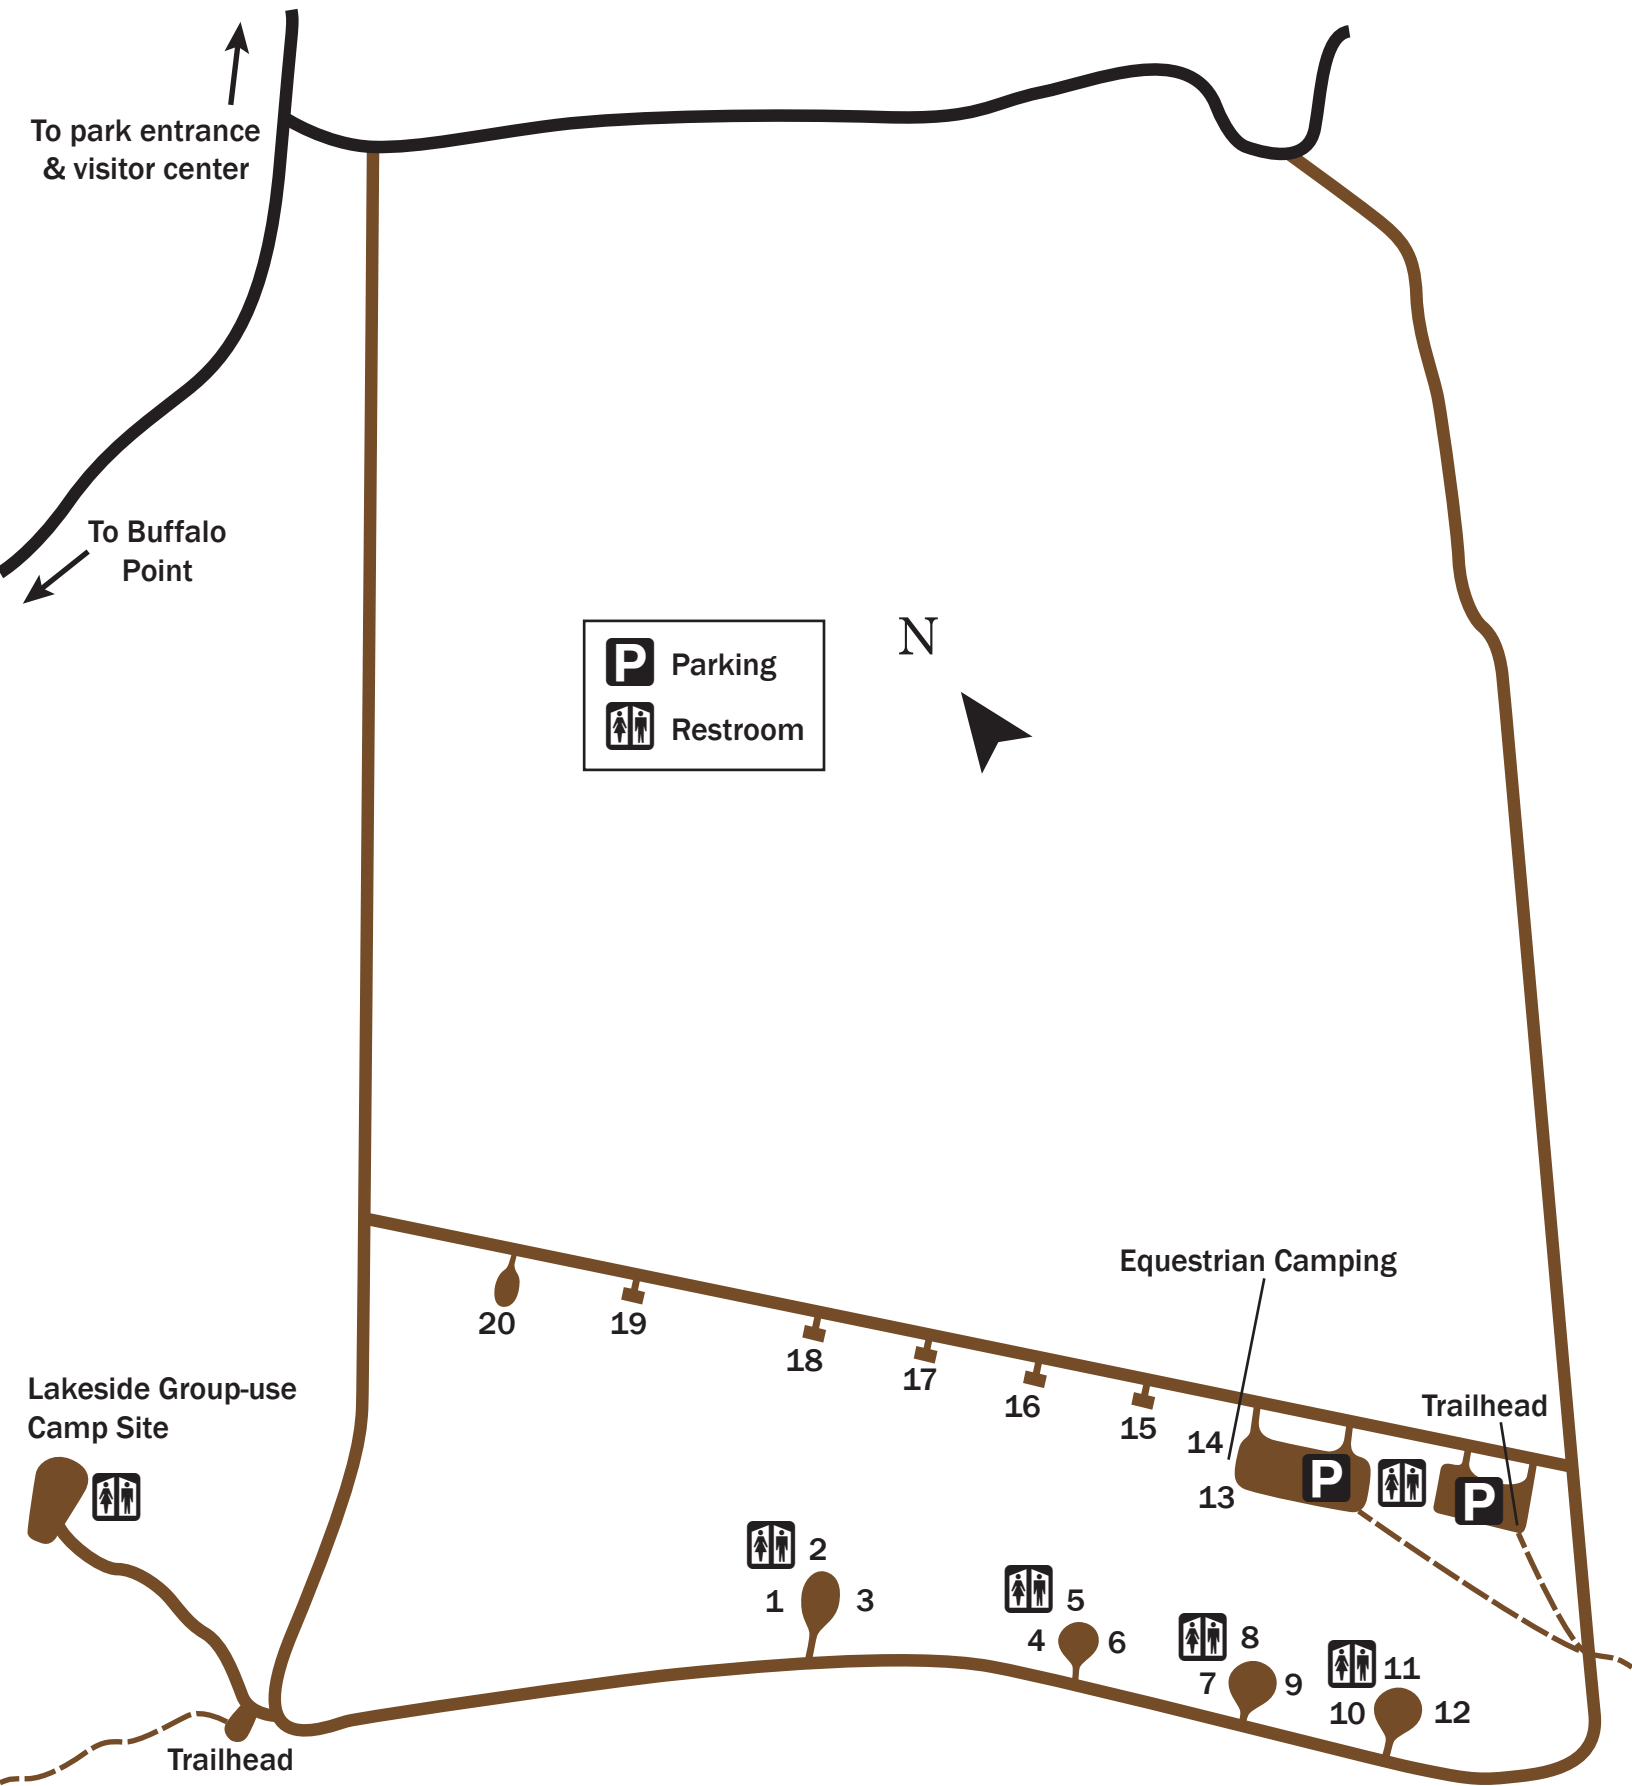 To park entrance
& visitor center
To Buffalo
Point
N
P Parking
Restroom
Equestrian Camping
20
19
18
17
16
15
14
13
P
Trailhead
P
Lakeside Group-use
Camp Site
2
1
3
5
4
6
8
7
9
11
10
12
Trailhead